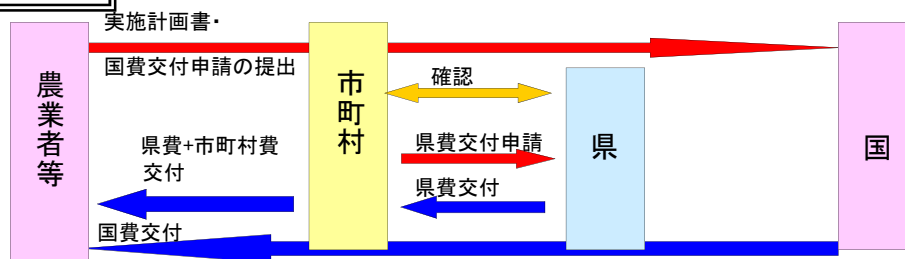 実施計画書・
国費交付申請の提出
農業者等
市町村
確認
県費+市町村費
交付
県費交付申請
県費交付
県
国
国費交付